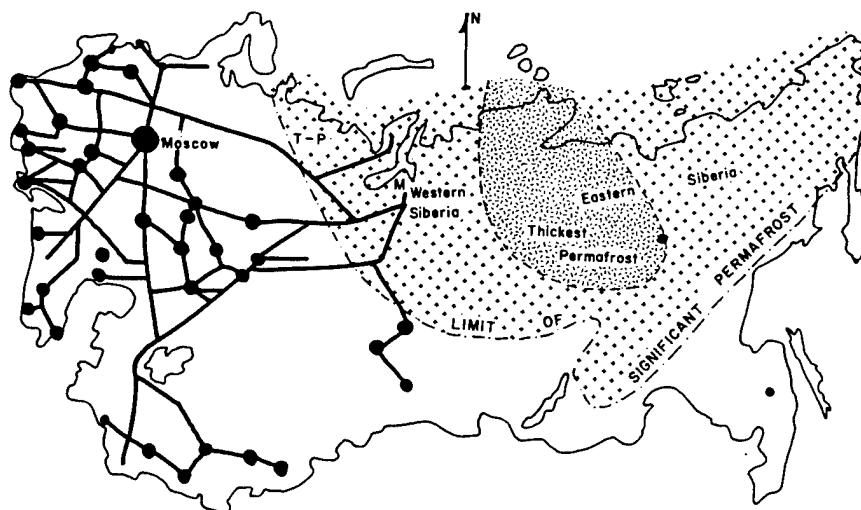 N
Moscow
T-P
M Western
Siberia
Eastern
Siberia
Thickest
Permafrost
LIMIT OF SIGNIFICANT PERMAFROST